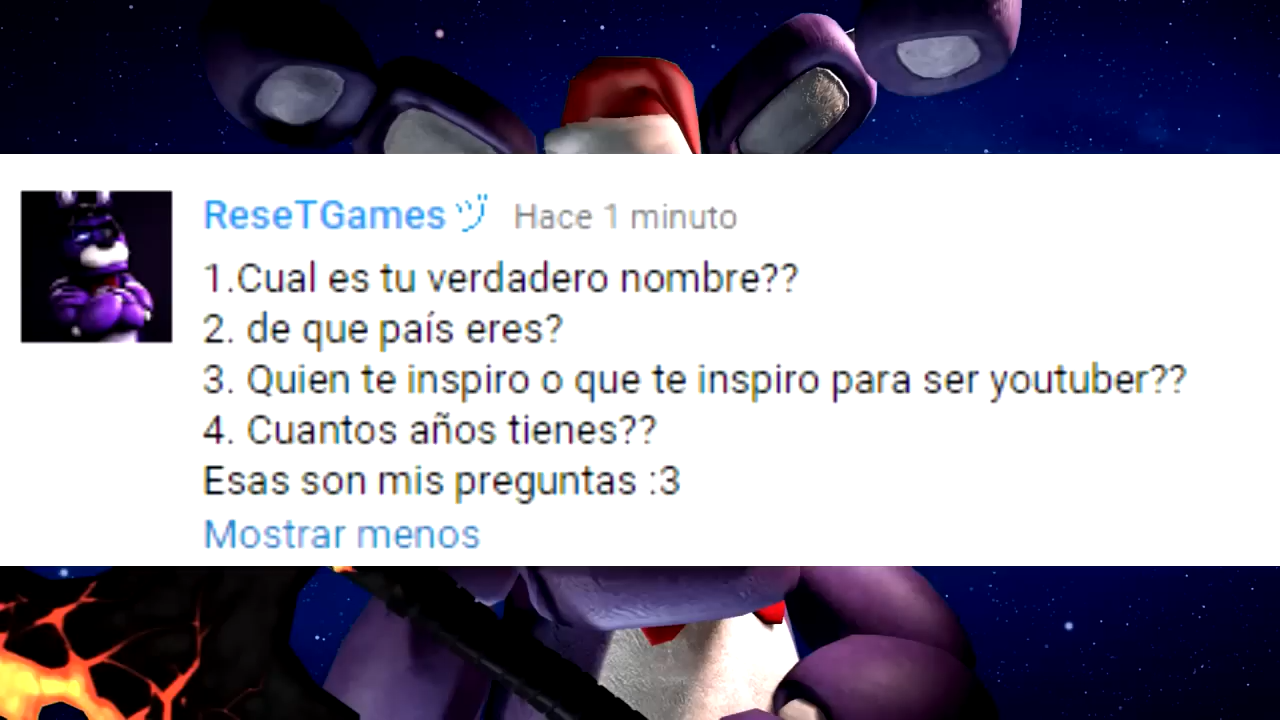 ReseTGames ヅ Hace 1 minuto
1.Cual es tu verdadero nombre??
2. de que país eres?
3. Quien te inspiro o que te inspiro para ser youtuber??
4. Cuantos años tienes??
Esas son mis preguntas :3
Mostrar menos